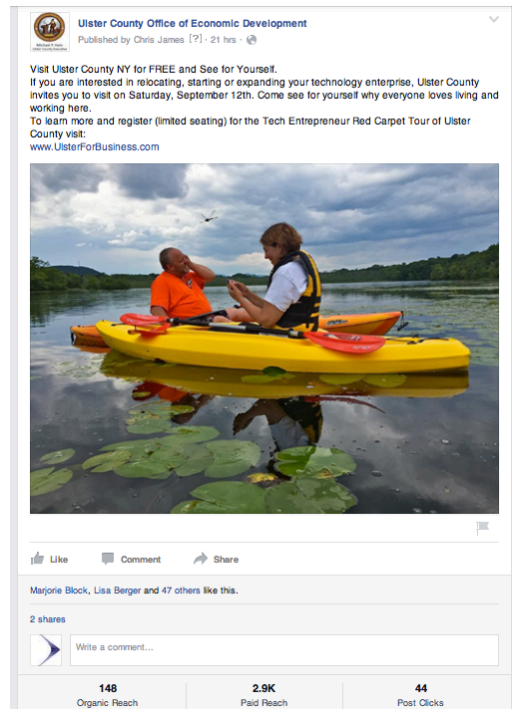 Ulster County Office of Economic Development
Published by Chris James [?] · 21 hrs ·
Visit Ulster County NY for FREE and See for Yourself.
If you are interested in relocating, starting or expanding your technology enterprise, Ulster County
invites you to visit on Saturday, September 12th. Come see for yourself why everyone loves living and
working here.
To learn more and register (limited seating) for the Tech Entrepreneur Red Carpet Tour of Ulster
County visit:
www.UlsterForBusiness.com
Like Comment Share
Marjorie Block, Lisa Berger and 47 others like this.
2 shares
Write a comment...
148 2.9K 44
Organic Reach Paid Reach Post Clicks